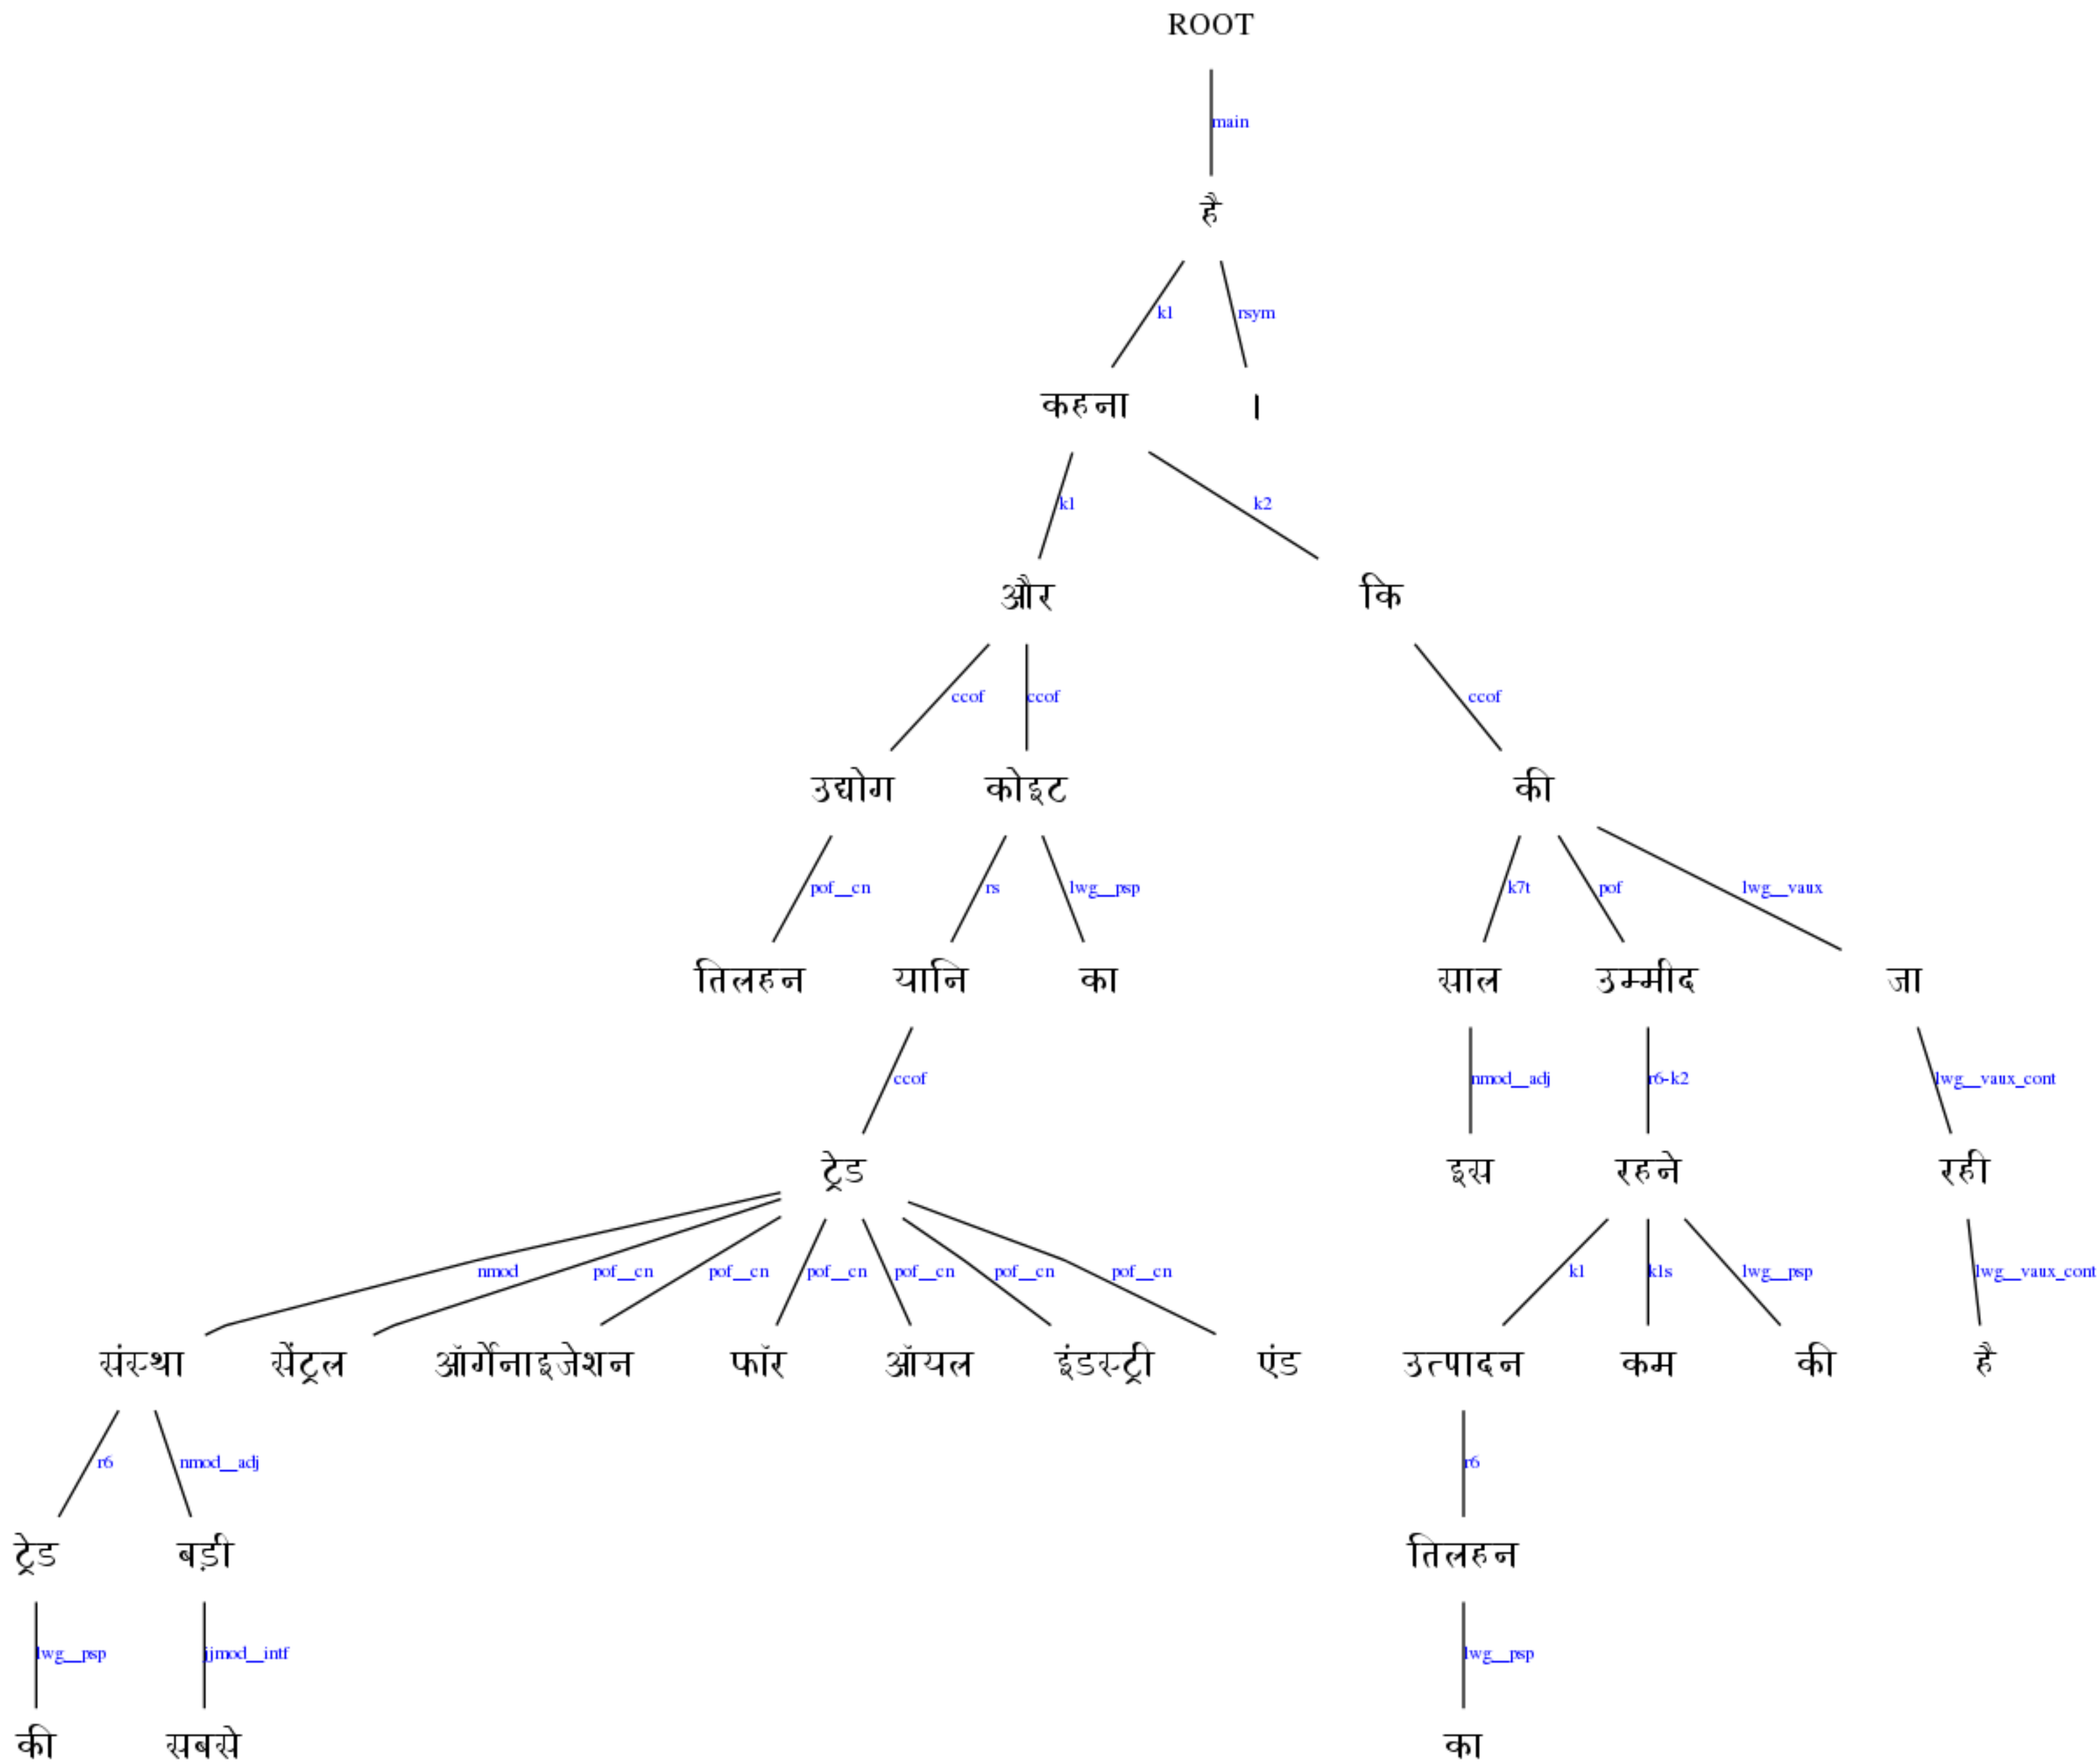 ROOT
main
है
k1 rsym
कहना ।
k1 k2
और कि
ccof ccof ccof
उद्योग कोइट की
pof__cn rs lwg__psp k7t pof lwg__vaux
तिलहन यानि का साल उम्मीद जा
ccof nmod__adj r6-k2 lwg__vaux_cont
ट्रेड इस रहने रही
nmod pof__cn pof__cn pof__cn pof__cn pof__cn pof__cn k1 k1s lwg__psp lwg__vaux_cont
संस्था सेंट्रल ऑर्गेनाइजेशन फॉर ऑयल इंडस्ट्री एंड उत्पादन कम की है
r6 nmod__adj r6
ट्रेड बड़ी तिलहन
lwg__psp jjmod__intf lwg__psp
की सबसे का